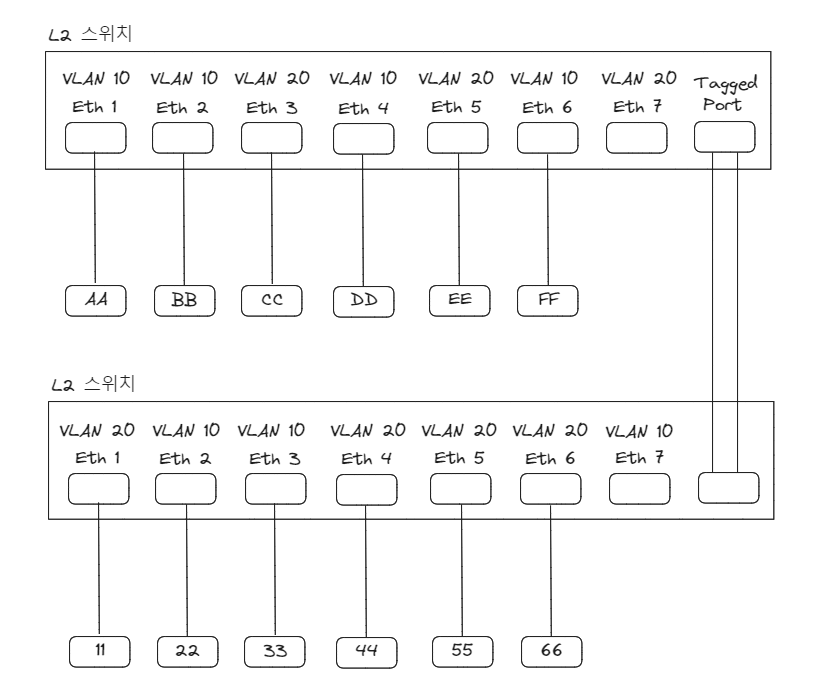 L2 스위치
VLAN 10 VLAN 10 VLAN 20 VLAN 10 VLAN 20 VLAN 10 VLAN 20 Tagged
Eth 1 Eth 2 Eth 3 Eth 4 Eth 5 Eth 6 Eth 7 Port
AA BB CC DD EE FF
L2 스위치
VLAN 20 VLAN 10 VLAN 10 VLAN 20 VLAN 20 VLAN 20 VLAN 10
Eth 1 Eth 2 Eth 3 Eth 4 Eth 5 Eth 6 Eth 7
11 22 33 44 55 66